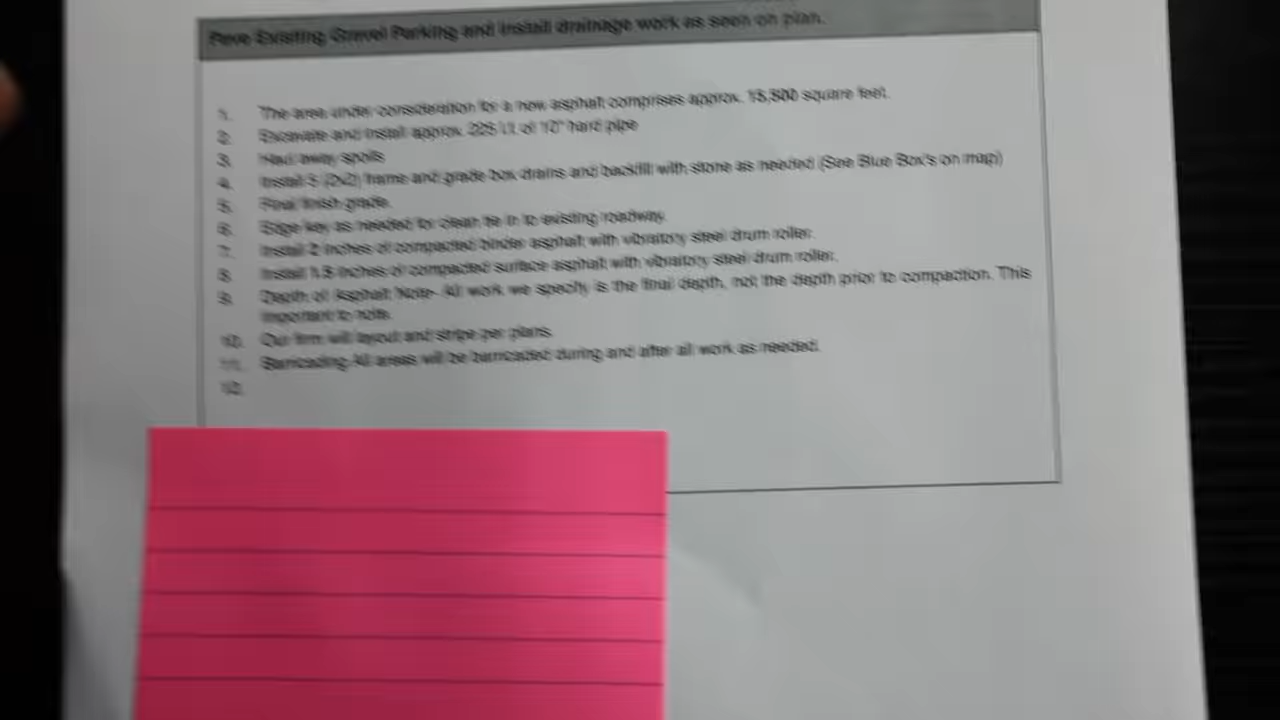 Pave Existing Gravel Parking and install drainage work as seen on plan.
1. The area under consideration for a new asphalt comprises approx. 15,500 square feet.
2. Excavate and install approx. 225 Lf. of 10" hard pipe
3. Haul away spoils
4. Install (2x2) frame and grade box drains and backfill with stone as needed (See Blue Box's on map)
5. Final finish grade.
6. Edge key as needed for clean tie in to existing roadway.
7. Install 2 inches of compacted binder asphalt with vibratory steel drum roller.
8. Install 1.5 inches of compacted surface asphalt with vibratory steel drum roller.
9. Depth of Asphalt Note- All work we specify is the final depth, not the depth prior to compaction. This
important to note.
10. Our firm will layout and stripe per plans.
11. Barricading-All areas will be barricaded during and after all work as needed.
12.